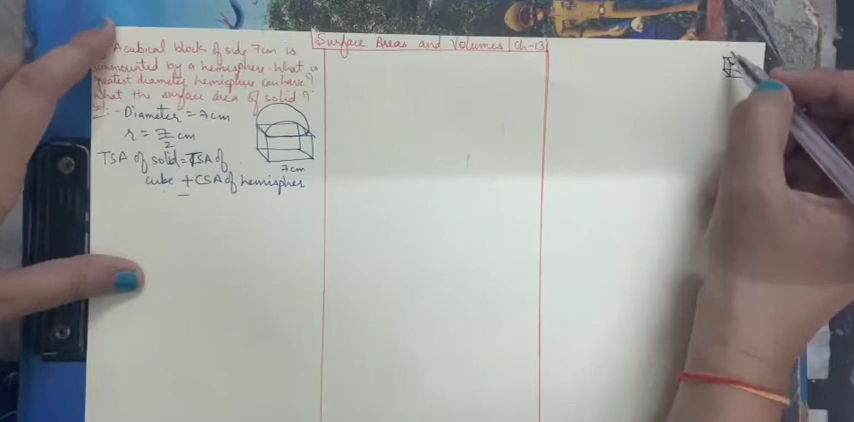 Surface Areas and Volumes | Ch-13
A cubical block of side 7cm is
surmounted by a hemisphere. What is
greatest diameter hemisphere can have?
What the surface area of solid?
Sol:- Diameter = 7cm
r = 7/2 cm
TSA of solid = TSA of
cube + CSA of hemispher
7cm